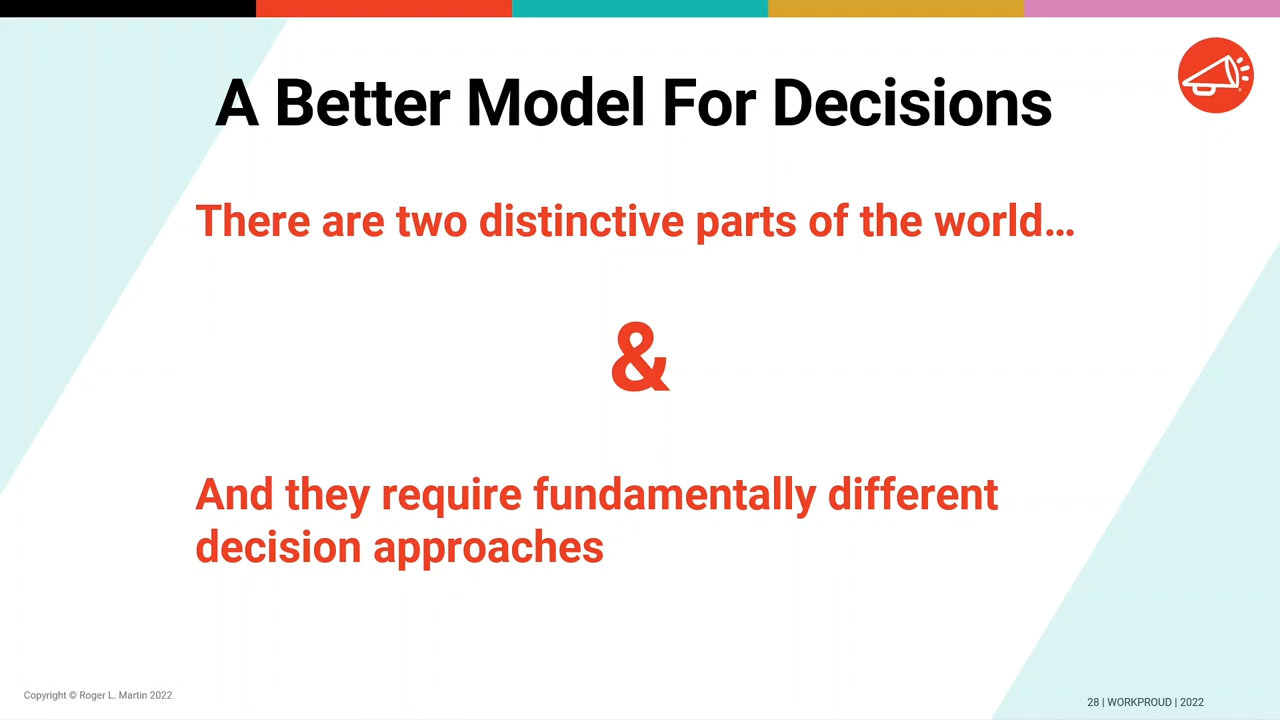 A Better Model For Decisions
There are two distinctive parts of the world…
&
And they require fundamentally different
decision approaches
Copyright © Roger L. Martin 2022
28 | WORKPROUD | 2022